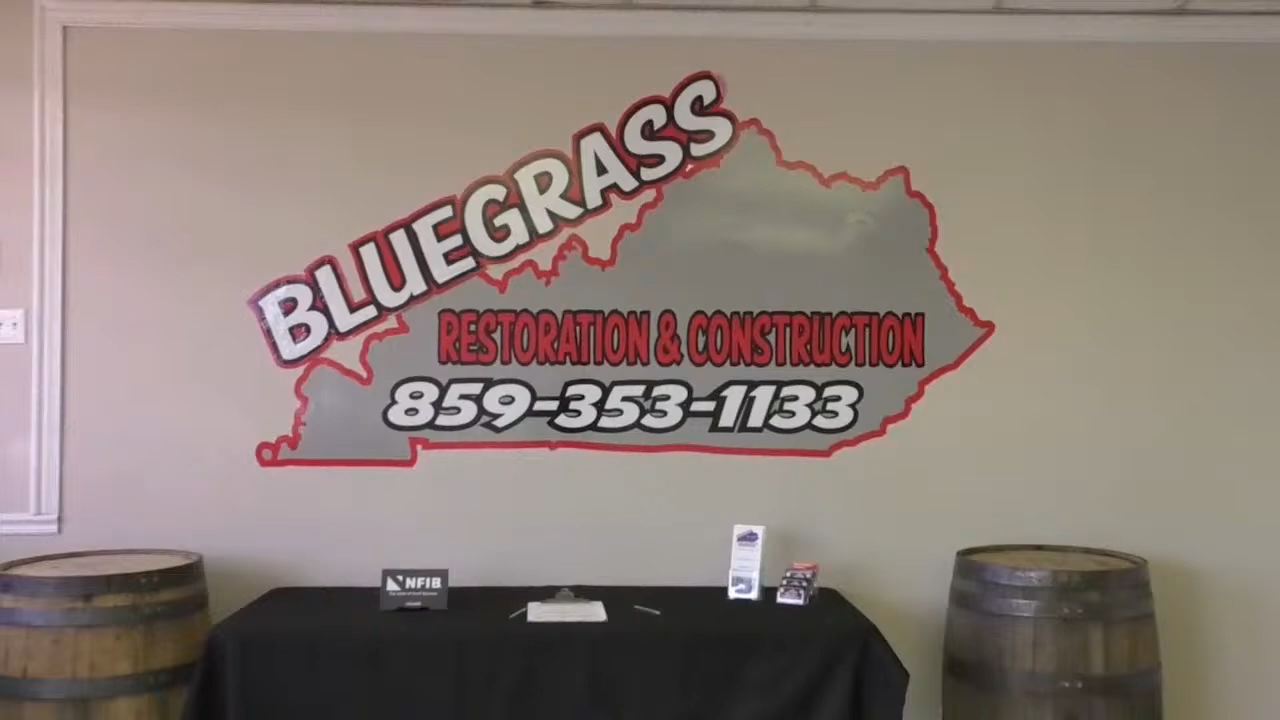 BLUEGRASS
RESTORATION & CONSTRUCTION
859-353-1133
NFIB